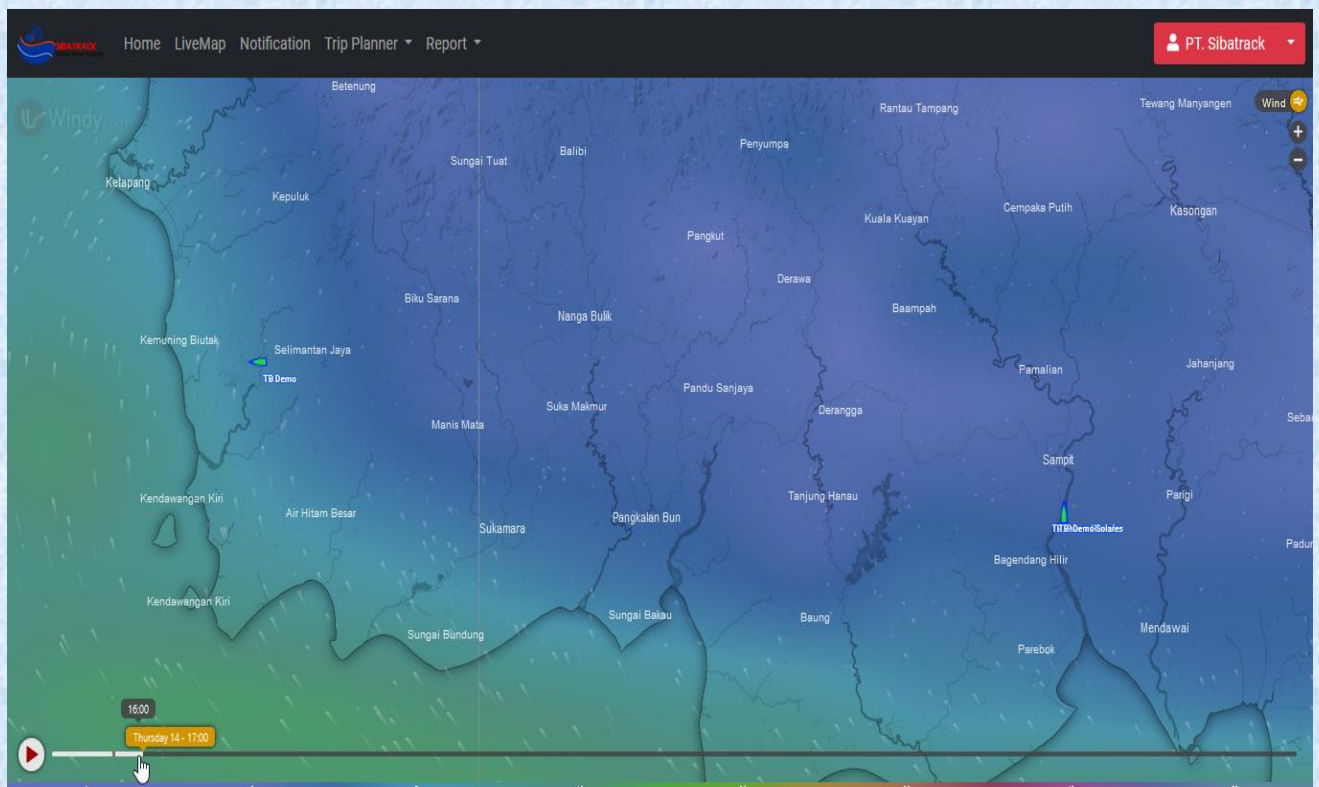 SIBATRACK
Home LiveMap Notification Trip Planner Report
PT. Sibatrack
Windy.com
Wind
+
−
Betenung
Rantau Tampang
Tewang Manyangen
Penyumpa
Balibi
Sungai Tuat
Ketapang
Kepuluk
Cempaka Putih
Kasongan
Kuala Kuayan
Pangkut
Derawa
Biku Sarana
Baampah
Nanga Bulik
Kemuning Biutak
Selimantan Jaya
Jahanjang
Pamalian
TB Demo
Pandu Sanjaya
Suka Makmur
Derangga
Manis Mata
Sampit
Kendawangan Kiri
Tanjung Hanau
Parigi
Air Hitam Besar
Pangkalan Bun
Sukamara
Bagendang Hilir
Kendawangan Kiri
Sungai Bakau
Baung
Mendawai
Sungai Bundung
Parebok
16:00
Thursday 14 - 17:00